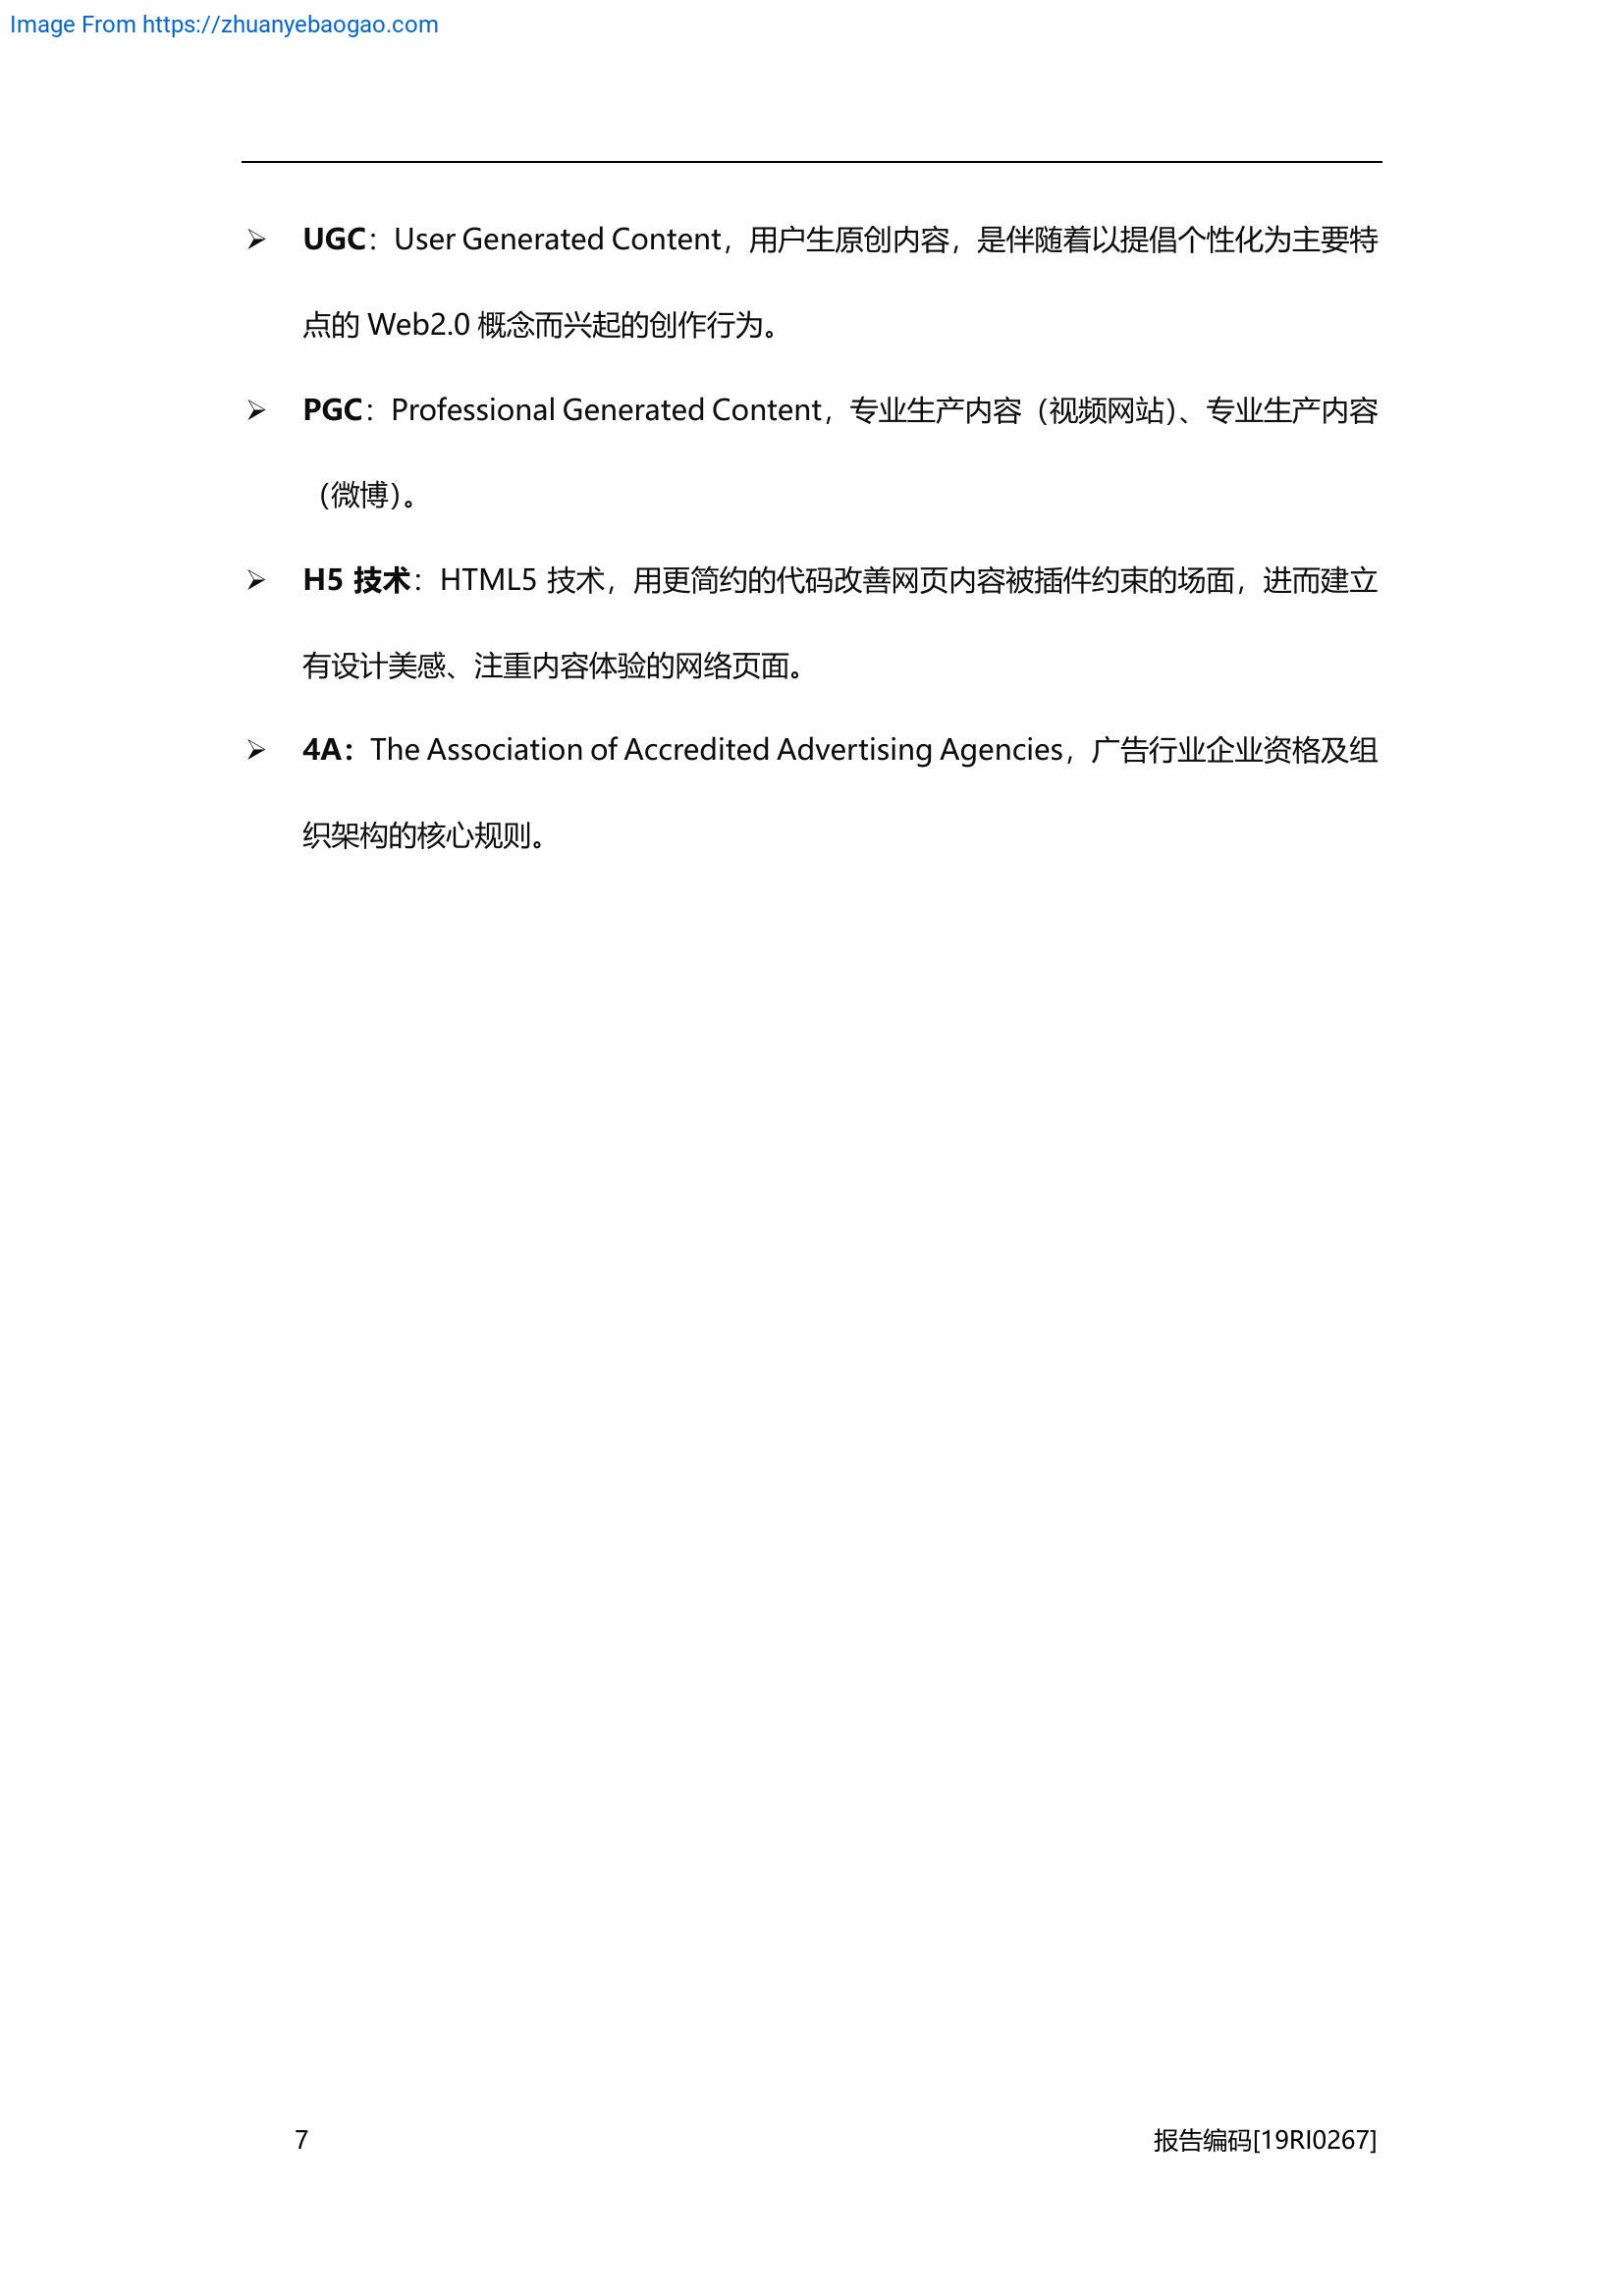 Image From https://zhuanyebaogao.com
➢ UGC：User Generated Content，用户生原创内容，是伴随着以提倡个性化为主要特
点的 Web2.0 概念而兴起的创作行为。
➢ PGC：Professional Generated Content，专业生产内容（视频网站）、专业生产内容
（微博）。
➢ H5 技术：HTML5 技术，用更简约的代码改善网页内容被插件约束的场面，进而建立
有设计美感、注重内容体验的网络页面。
➢ 4A：The Association of Accredited Advertising Agencies，广告行业企业资格及组
织架构的核心规则。
7 报告编码[19RI0267]